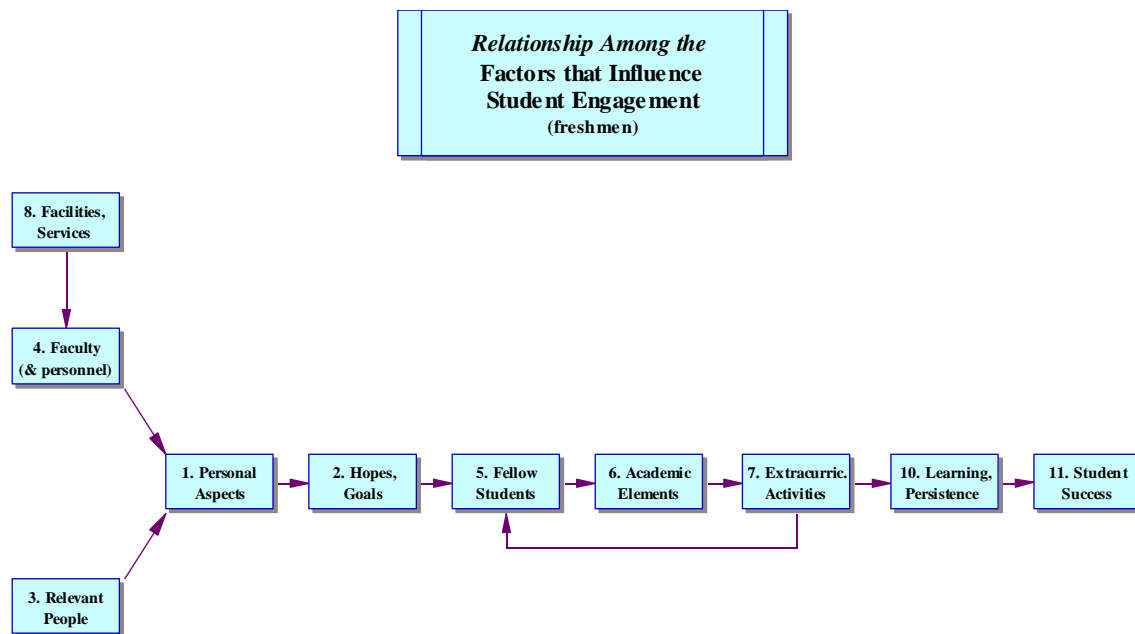 Relationship Among the
Factors that Influence
Student Engagement
(freshmen)
8. Facilities,
Services
4. Faculty
(& personnel)
1. Personal
Aspects
2. Hopes,
Goals
5. Fellow
Students
6. Academic
Elements
7. Extracurric.
Activities
10. Learning,
Persistence
11. Student
Success
3. Relevant
People